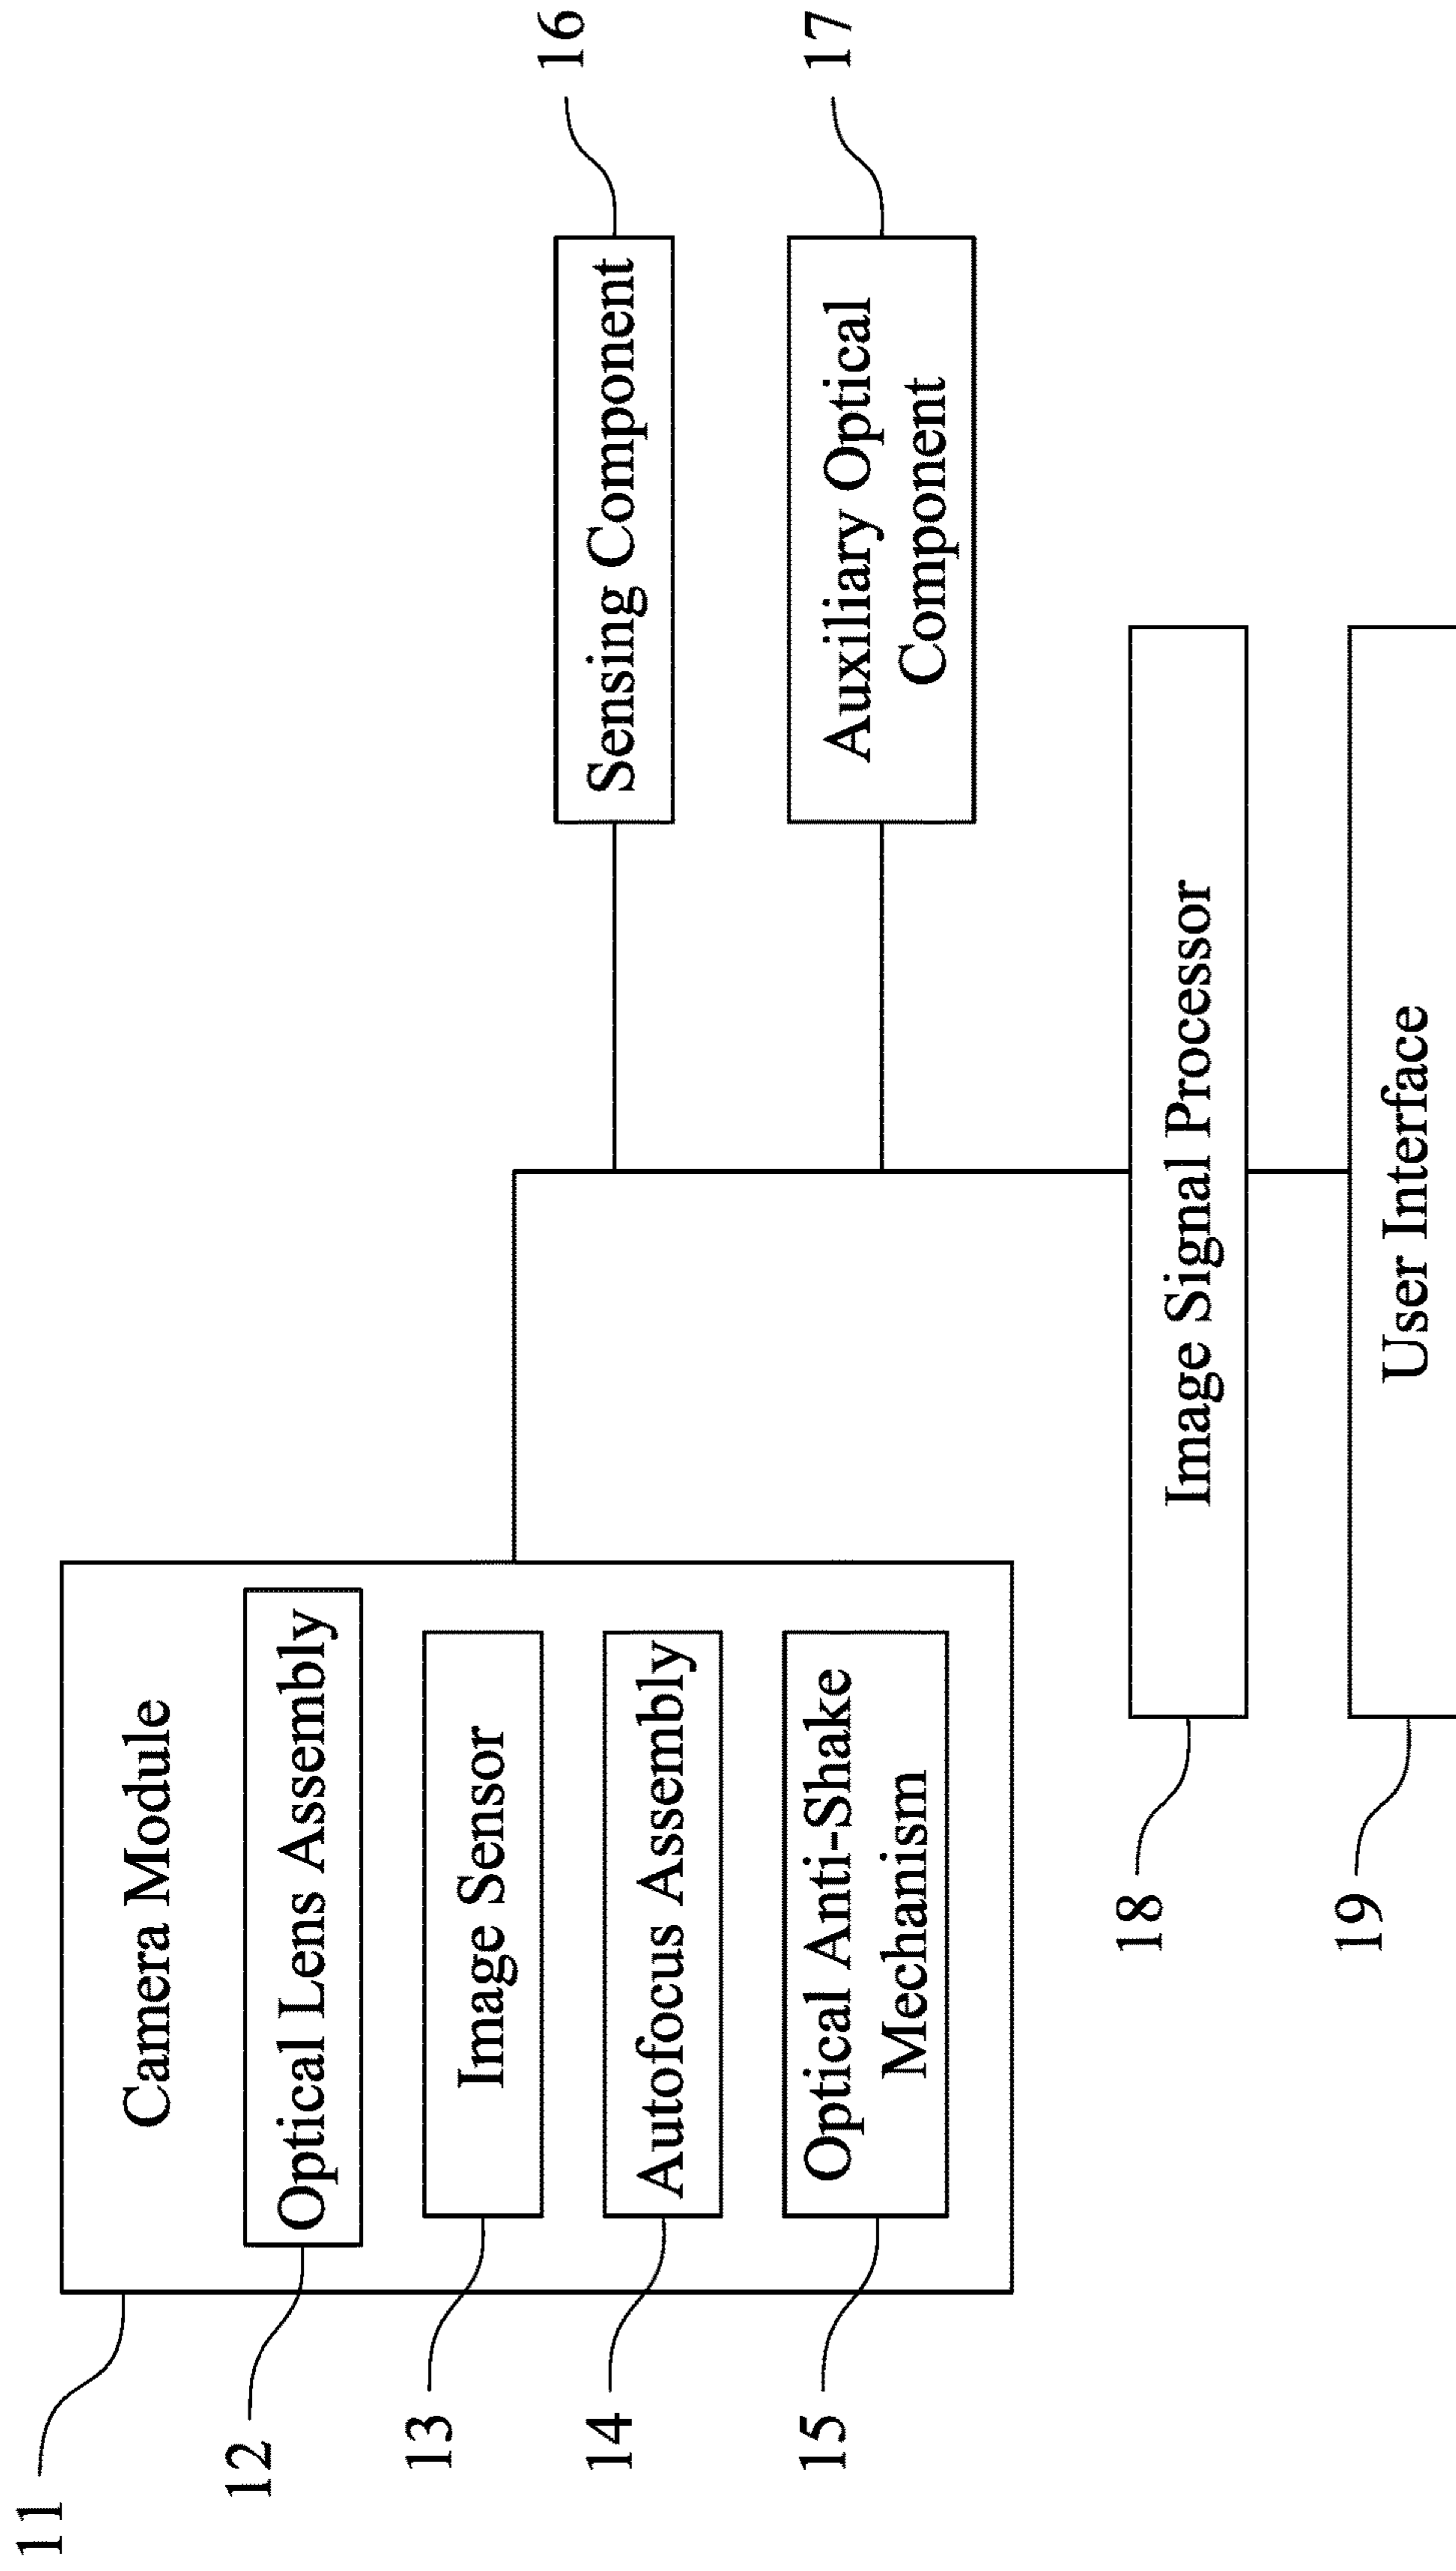 11
Camera Module
12
Optical Lens Assembly
13
Image Sensor
14
Autofocus Assembly
15
Optical Anti-Shake
Mechanism
16
Sensing Component
17
Auxiliary Optical
Component
18
Image Signal Processor
19
User Interface